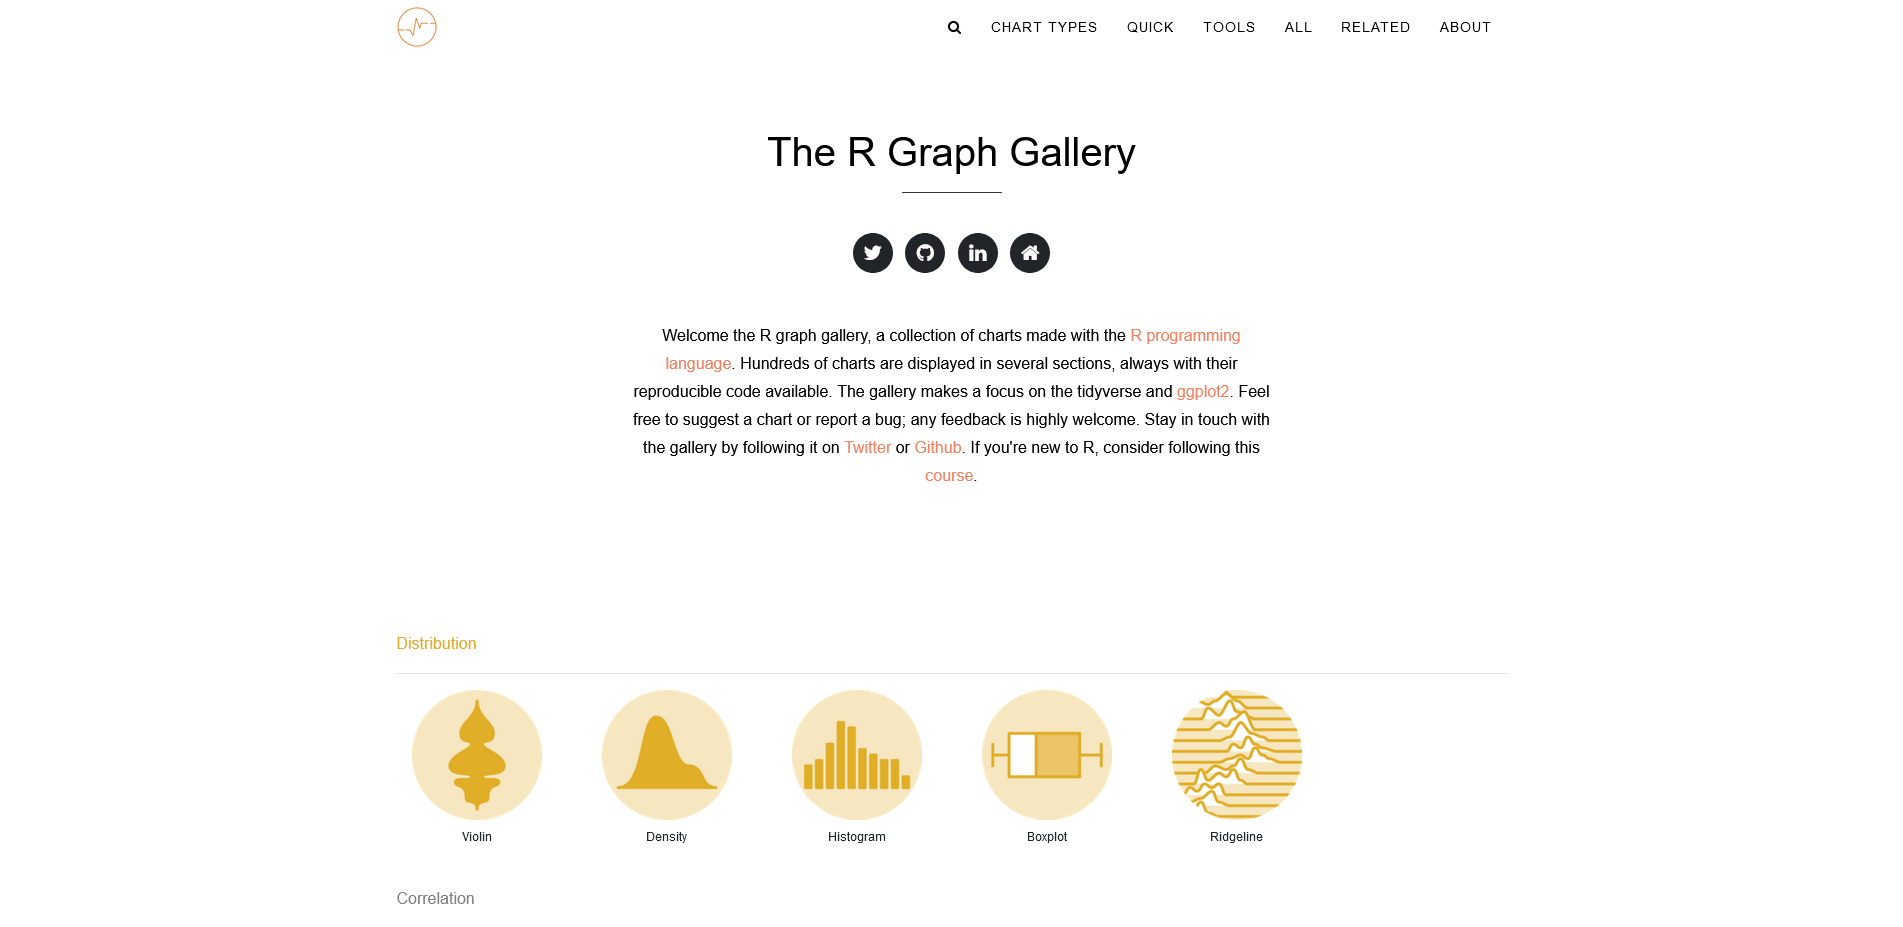 CHART TYPES QUICK TOOLS ALL RELATED ABOUT
The R Graph Gallery
Welcome the R graph gallery, a collection of charts made with the R programming
language. Hundreds of charts are displayed in several sections, always with their
reproducible code available. The gallery makes a focus on the tidyverse and ggplot2. Feel
free to suggest a chart or report a bug; any feedback is highly welcome. Stay in touch with
the gallery by following it on Twitter or Github. If you're new to R, consider following this
course.
Distribution
Violin Density Histogram Boxplot Ridgeline
Correlation